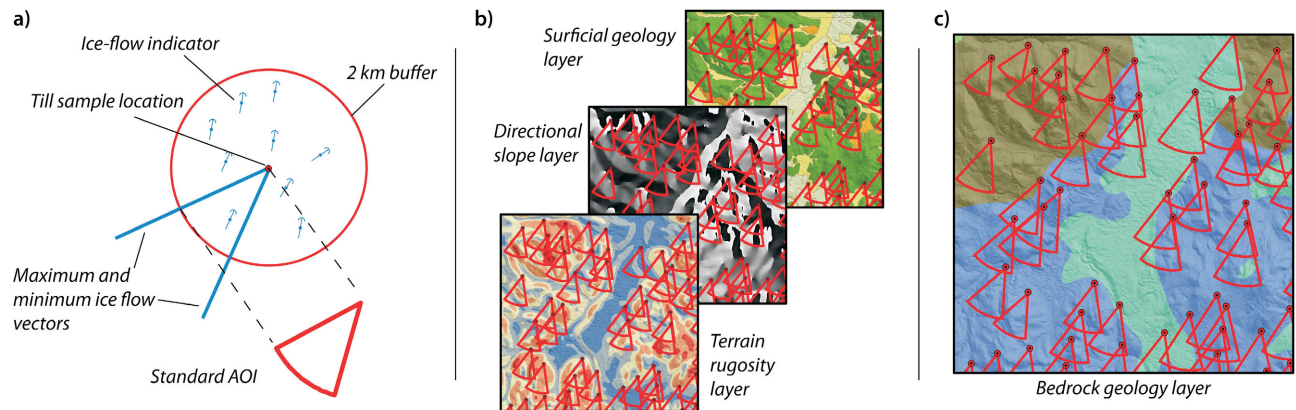 a)
Ice-flow indicator
2 km buffer
Till sample location
Maximum and
minimum ice flow
vectors
Standard AOI
b)
Surficial geology
layer
Directional
slope layer
Terrain
rugosity
layer
c)
Bedrock geology layer